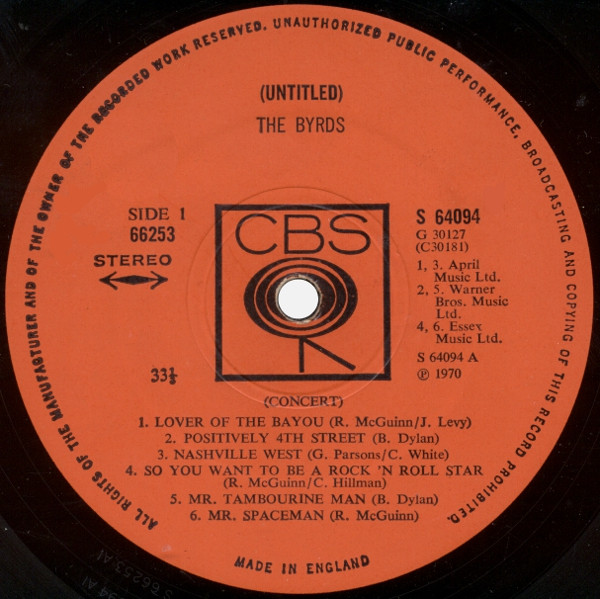 ALL RIGHTS OF THE MANUFACTURER AND OF THE OWNER OF THE RECORDED WORK RESERVED. UNAUTHORIZED PUBLIC PERFORMANCE, BROADCASTING AND COPYING OF THIS RECORD PROHIBITED.
(UNTITLED)
THE BYRDS
SIDE 1
66253
STEREO
33⅓
CBS
S 64094
G 30127
(C30181)
1, 3. April
Music Ltd.
2, 5. Warner
Bros. Music
Ltd.
4, 6. Essex
Music Ltd.
S 64094 A
℗ 1970
(CONCERT)
1. LOVER OF THE BAYOU (R. McGuinn/J. Levy)
2. POSITIVELY 4TH STREET (B. Dylan)
3. NASHVILLE WEST (G. Parsons/C. White)
4. SO YOU WANT TO BE A ROCK 'N ROLL STAR
(R. McGuinn/C. Hillman)
5. MR. TAMBOURINE MAN (B. Dylan)
6. MR. SPACEMAN (R. McGuinn)
MADE IN ENGLAND
S 66253 A1